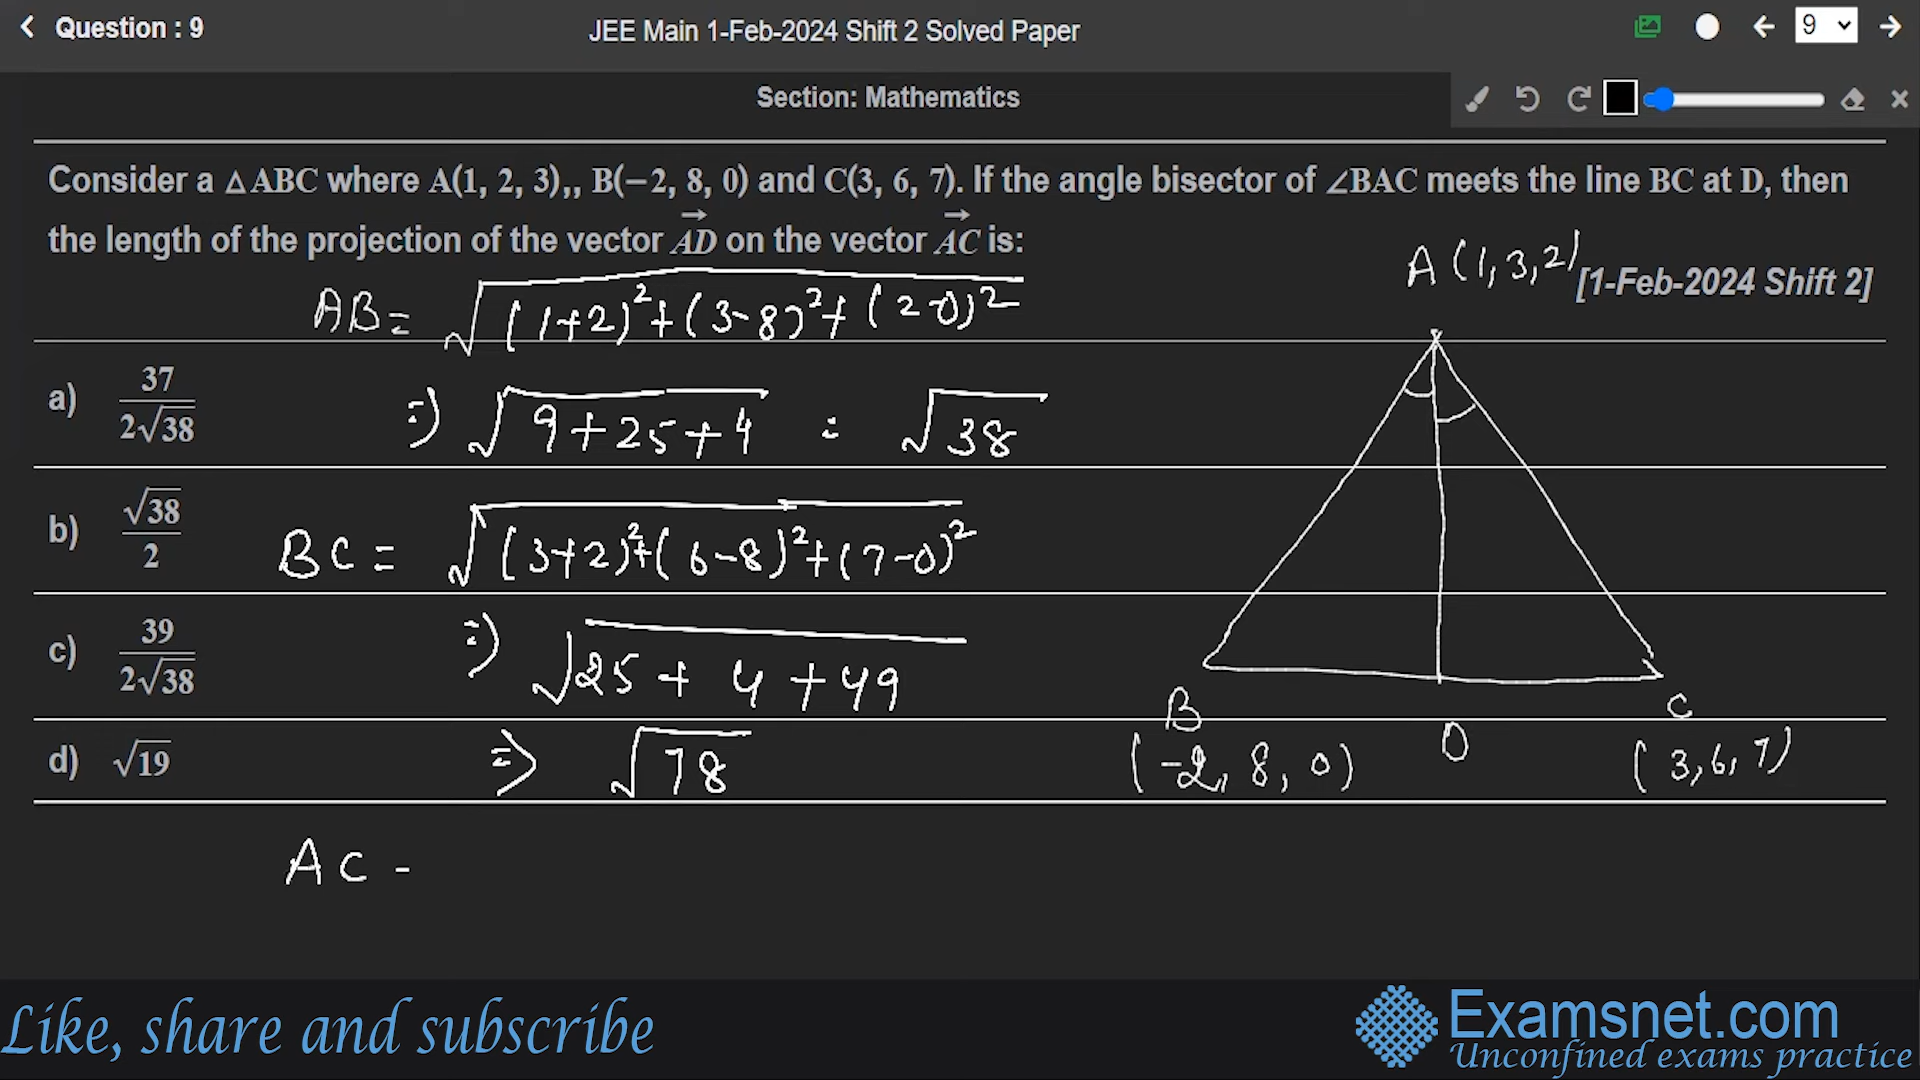 Question : 9
JEE Main 1-Feb-2024 Shift 2 Solved Paper
9
Section: Mathematics
Consider a △ABC where A(1, 2, 3),, B(−2, 8, 0) and C(3, 6, 7). If the angle bisector of ∠BAC meets the line BC at D, then
the length of the projection of the vector \overrightarrow{AD} on the vector \overrightarrow{AC} is:
A(1,3,2)
[1-Feb-2024 Shift 2]
AB= √((1+2)²+(3-8)²+(2-0)²)
a) 37/(2√38)
⇒) √(9+25+4) = √38
b) √38/2
BC = √((3+2)²+(6-8)²+(7-0)²)
c) 39/(2√38)
⇒) √(25+4+49)
B
C
d) √19
⇒) √78
D
(-2, 8, 0)
(3,6,7)
AC -
Like, share and subscribe
Examsnet.com
Unconfined exams practice